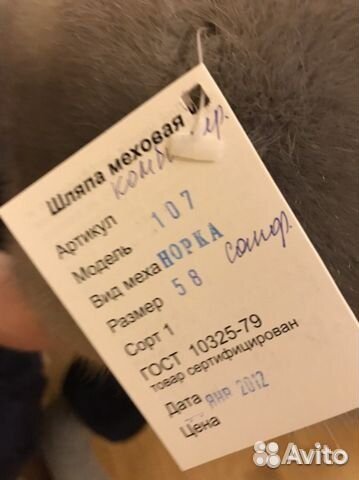 Шляпа меховая
Артикул
Модель 107
Вид меха НОРКА
Размер 58
Сорт 1
ГОСТ 10325-79
товар сертифицирован
Дата ЯНВ 2012
Цена
Avito